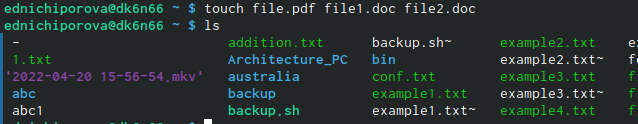 ednichiporova@dk6n66 ~ $ touch file.pdf file1.doc file2.doc
ednichiporova@dk6n66 ~ $ ls
~ addition.txt backup.sh~ example2.txt e
1.txt Architecture_PC bin example2.txt~ f
'2022-04-20 15-56-54.mkv' australia conf.txt example3.txt f
abc backup example1.txt example3.txt~ f
abc1 backup.sh example1.txt~ example4.txt f
ednichiporova@dk6n66 ~ $